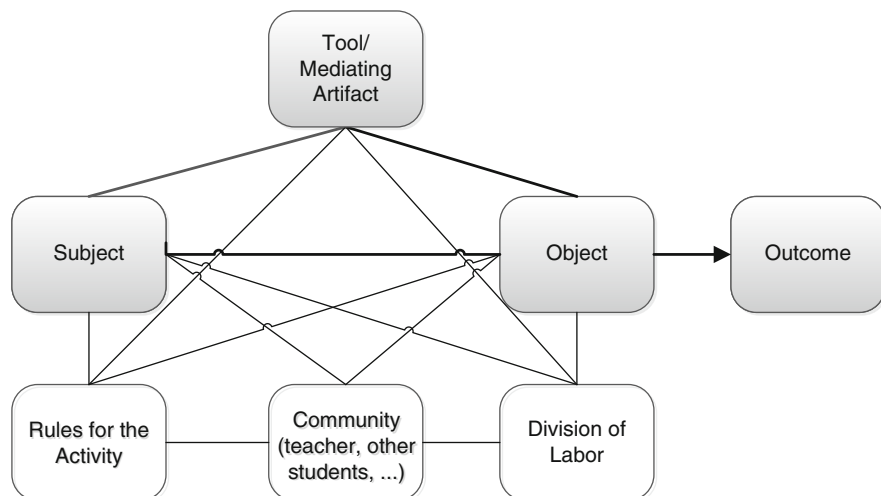 Tool/
Mediating
Artifact
Subject
Object
Outcome
Rules for the
Activity
Community
(teacher, other
students, ...)
Division of
Labor